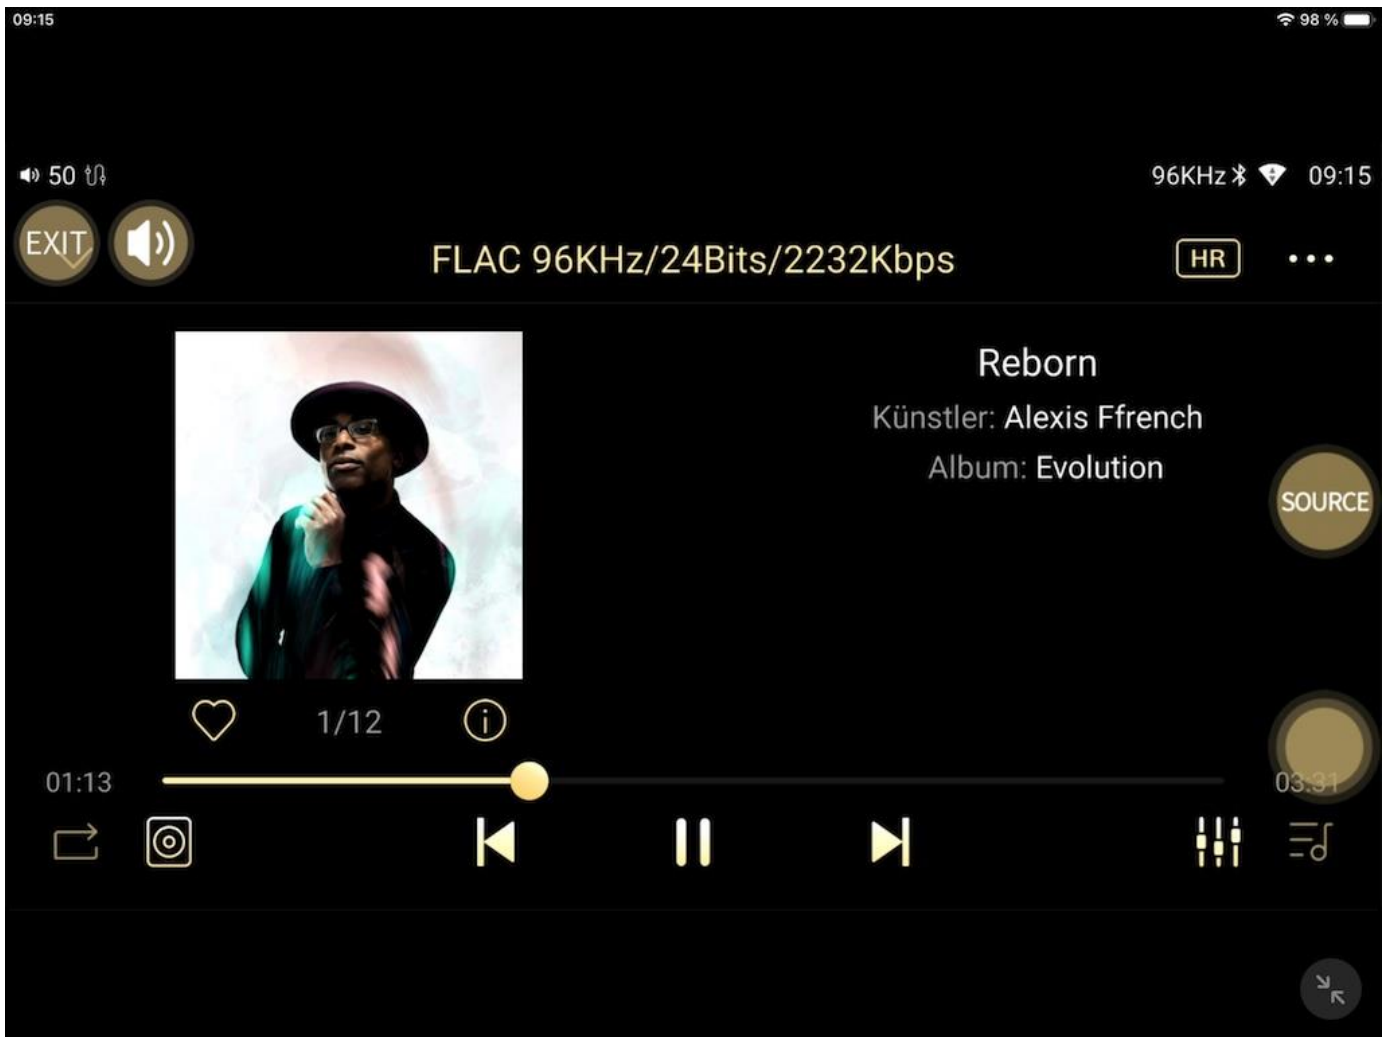 09:15 98 %
50 96KHz 09:15
EXIT FLAC 96KHz/24Bits/2232Kbps HR
Reborn
Künstler: Alexis Ffrench
Album: Evolution
SOURCE
1/12
01:13 03:31